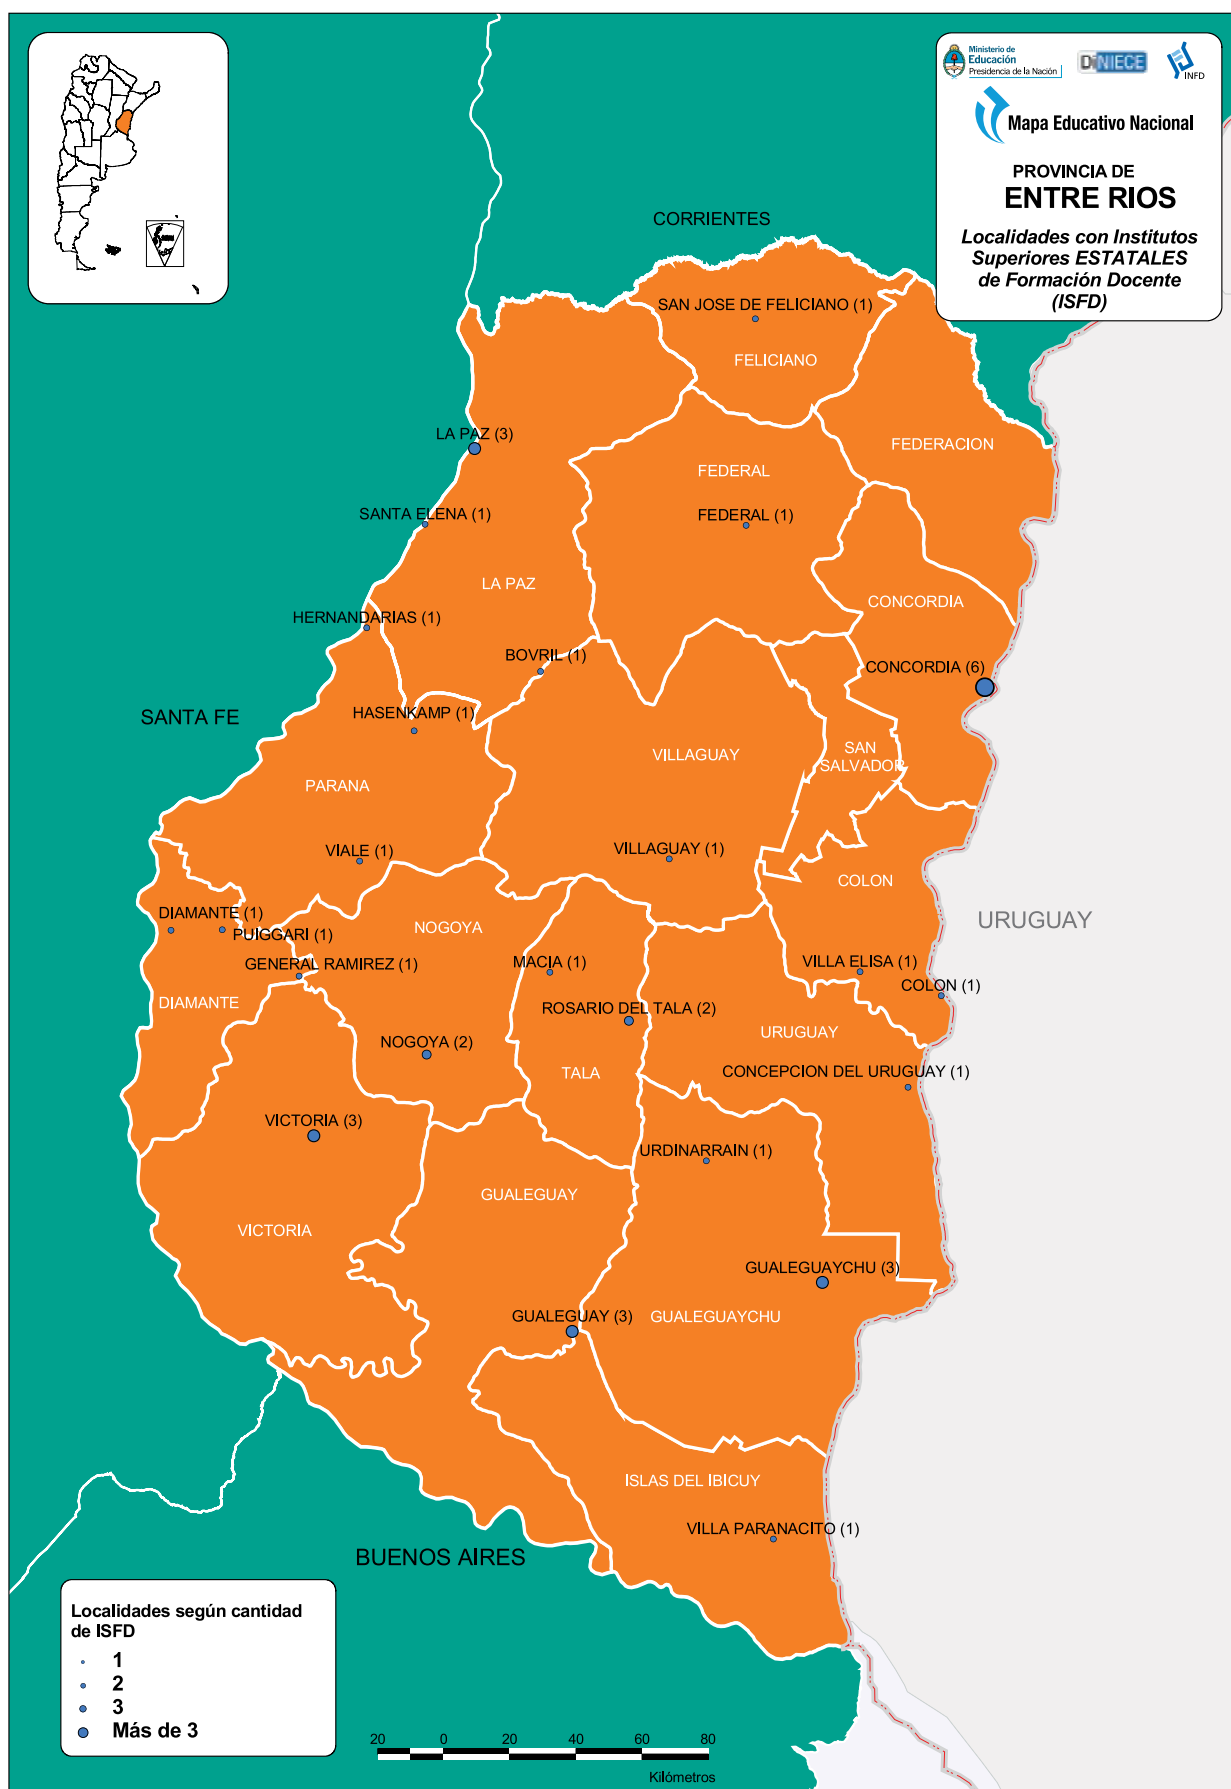 Ministerio de
Educación
Presidencia de la Nación
DiNIECE
INFD
Mapa Educativo Nacional
PROVINCIA DE
ENTRE RIOS
Localidades con Institutos
Superiores ESTATALES
de Formación Docente
(ISFD)
CORRIENTES
SAN JOSE DE FELICIANO (1)
FELICIANO
LA PAZ (3)
FEDERACION
FEDERAL
SANTA ELENA (1)
FEDERAL (1)
LA PAZ
CONCORDIA
HERNANDARIAS (1)
BOVRIL (1)
CONCORDIA (6)
SANTA FE
HASENKAMP (1)
VILLAGUAY
SAN
SALVADOR
PARANA
VIALE (1)
VILLAGUAY (1)
COLON
DIAMANTE (1)
PUIGGARI (1)
NOGOYA
URUGUAY
GENERAL RAMIREZ (1)
MACIA (1)
VILLA ELISA (1)
COLON (1)
DIAMANTE
ROSARIO DEL TALA (2)
URUGUAY
NOGOYA (2)
TALA
CONCEPCION DEL URUGUAY (1)
VICTORIA (3)
URDINARRAIN (1)
GUALEGUAY
VICTORIA
GUALEGUAYCHU (3)
GUALEGUAY (3)
GUALEGUAYCHU
ISLAS DEL IBICUY
VILLA PARANACITO (1)
BUENOS AIRES
Localidades según cantidad
de ISFD
1
2
3
Más de 3
20 0 20 40 60 80
Kilómetros